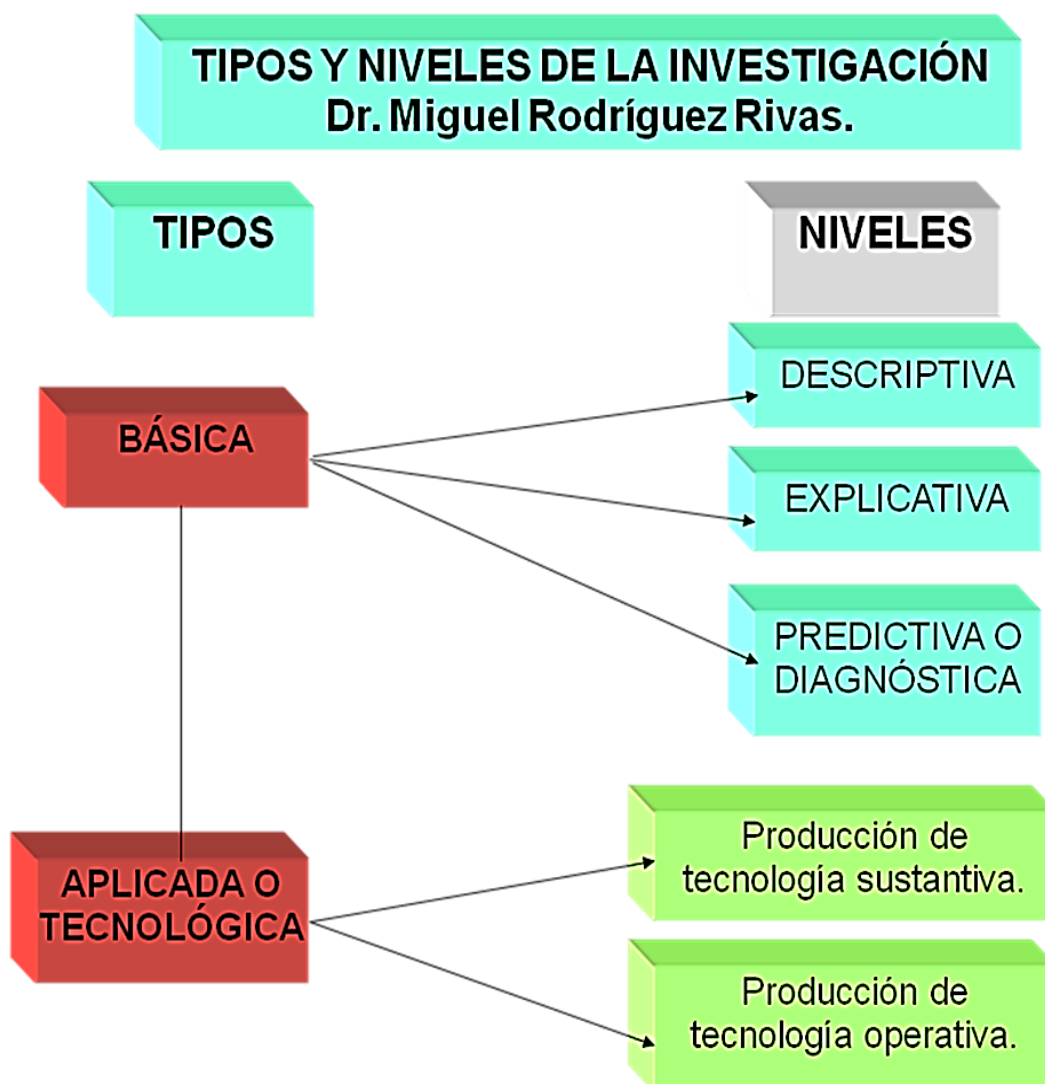 TIPOS Y NIVELES DE LA INVESTIGACIÓN
Dr. Miguel Rodríguez Rivas.
TIPOS
NIVELES
BÁSICA
DESCRIPTIVA
EXPLICATIVA
PREDICTIVA O
DIAGNÓSTICA
APLICADA O
TECNOLÓGICA
Producción de
tecnología sustantiva.
Producción de
tecnología operativa.